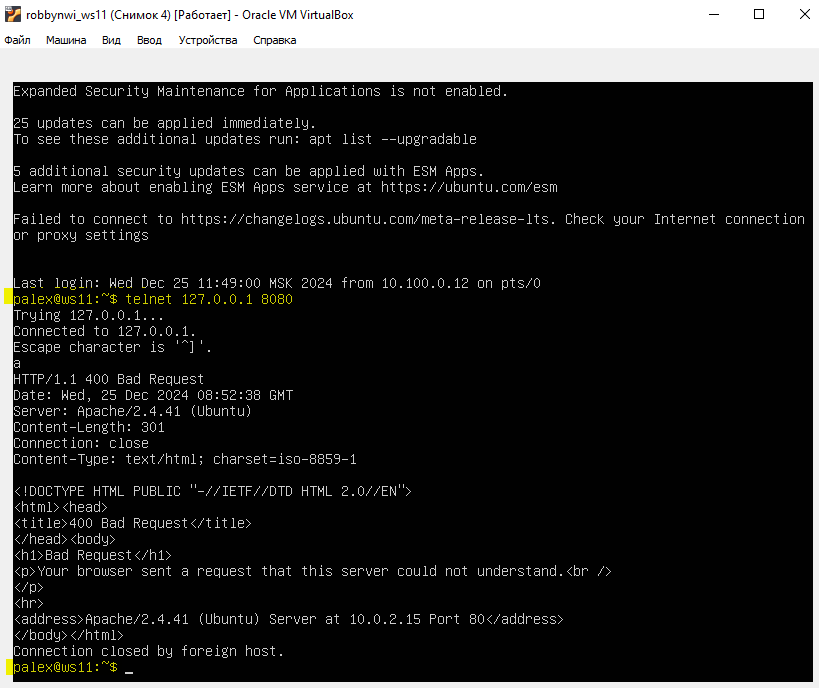 robbynwi_ws11 (Снимок 4) [Работает] - Oracle VM VirtualBox
Файл Машина Вид Ввод Устройства Справка
Expanded Security Maintenance for Applications is not enabled.
25 updates can be applied immediately.
To see these additional updates run: apt list --upgradable
5 additional security updates can be applied with ESM Apps.
Learn more about enabling ESM Apps service at https://ubuntu.com/esm
Failed to connect to https://changelogs.ubuntu.com/meta-release-lts. Check your Internet connection
or proxy settings
Last login: Wed Dec 25 11:49:00 MSK 2024 from 10.100.0.12 on pts/0
palex@ws11:~$ telnet 127.0.0.1 8080
Trying 127.0.0.1...
Connected to 127.0.0.1.
Escape character is '^]'.
a
HTTP/1.1 400 Bad Request
Date: Wed, 25 Dec 2024 08:52:38 GMT
Server: Apache/2.4.41 (Ubuntu)
Content-Length: 301
Connection: close
Content-Type: text/html; charset=iso-8859-1
<!DOCTYPE HTML PUBLIC "-//IETF//DTD HTML 2.0//EN">
<html><head>
<title>400 Bad Request</title>
</head><body>
<h1>Bad Request</h1>
<p>Your browser sent a request that this server could not understand.<br />
</p>
<hr>
<address>Apache/2.4.41 (Ubuntu) Server at 10.0.2.15 Port 80</address>
</body></html>
Connection closed by foreign host.
palex@ws11:~$ _